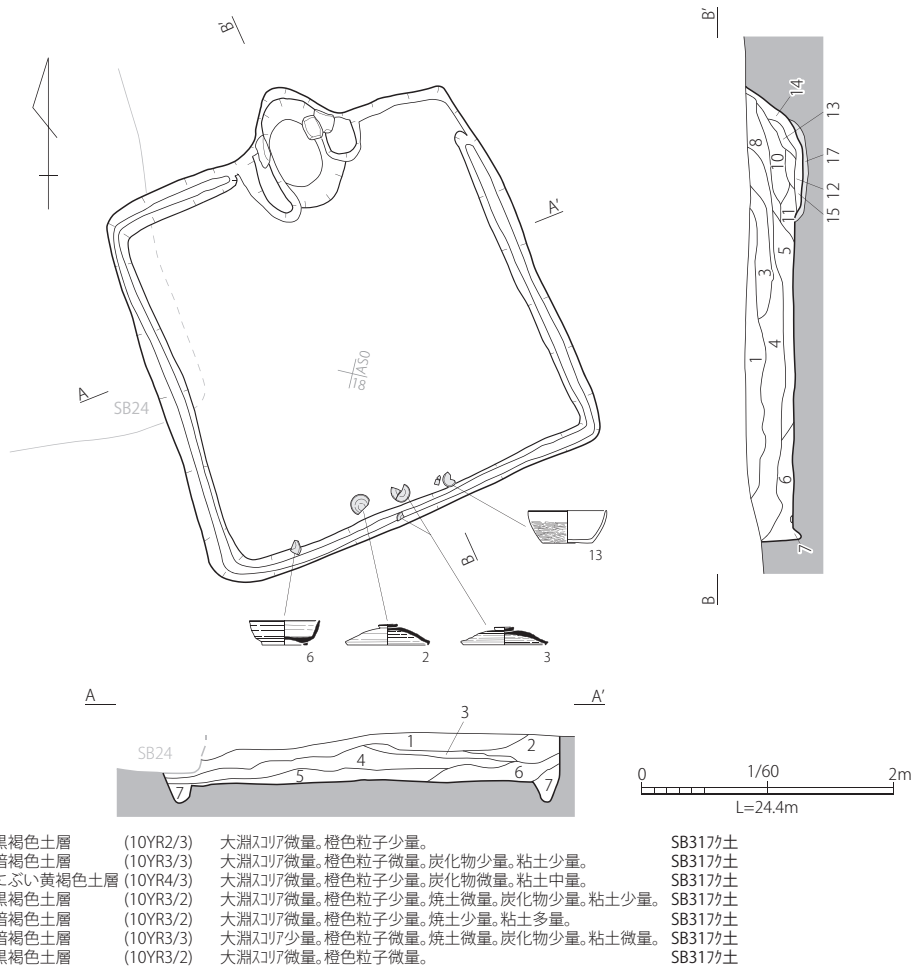 B'
B'
14
13
8
17
10
12
15
11
A'
5
3
4
18
ASO
1
A
SB24
6
B
13
7
B
6
2
3
A
A'
3
SB24
1
2
4
5
6
7
7
0 1/60 2m
L=24.4m
黒褐色土層 (10YR2/3) 大淵スコリア微量。橙色粒子少量。 SB317ク土
暗褐色土層 (10YR3/3) 大淵スコリア微量。橙色粒子微量。炭化物少量。粘土少量。 SB317ク土
にぶい黄褐色土層 (10YR4/3) 大淵スコリア微量。橙色粒子少量。炭化物微量。粘土中量。 SB317ク土
黒褐色土層 (10YR3/2) 大淵スコリア微量。橙色粒子少量。焼土微量。炭化物少量。粘土少量。 SB317ク土
暗褐色土層 (10YR3/2) 大淵スコリア微量。橙色粒子微量。焼土少量。粘土多量。 SB317ク土
暗褐色土層 (10YR3/3) 大淵スコリア少量。橙色粒子微量。焼土微量。炭化物少量。粘土微量。 SB317ク土
黒褐色土層 (10YR3/2) 大淵スコリア微量。橙色粒子微量。 SB317ク土